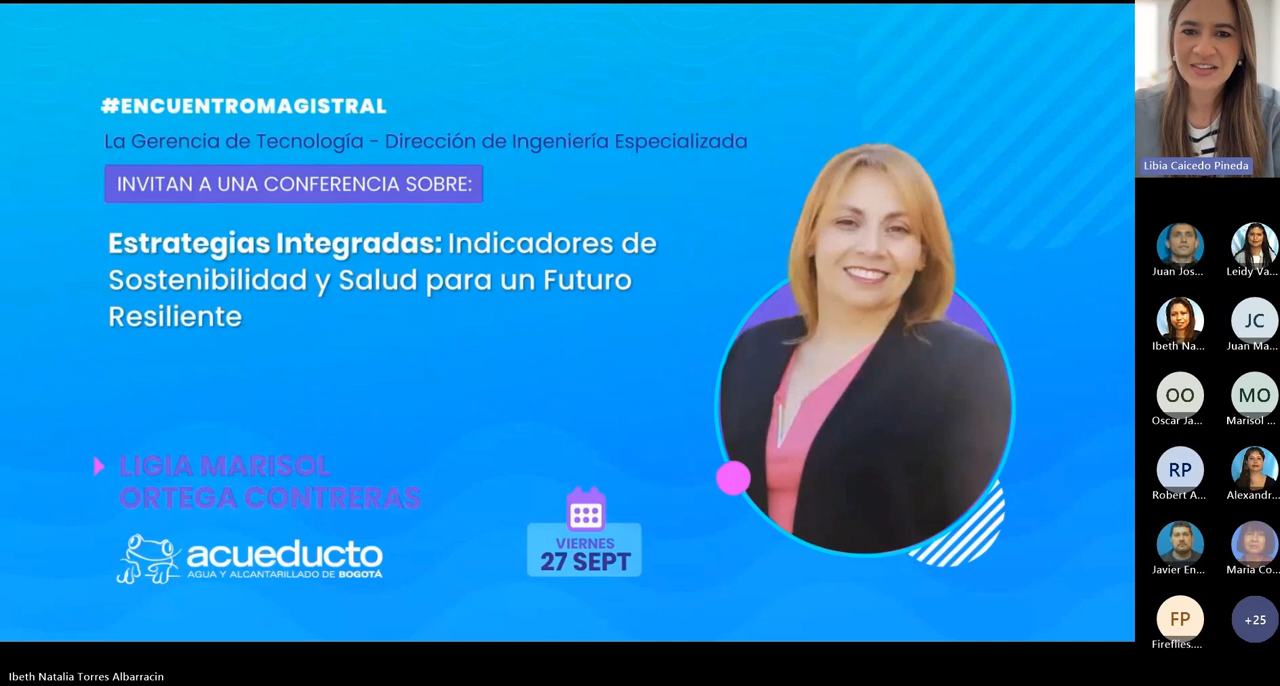 #ENCUENTROMAGISTRAL
La Gerencia de Tecnología - Dirección de Ingeniería Especializada
INVITAN A UNA CONFERENCIA SOBRE:
Estrategias Integradas: Indicadores de
Sostenibilidad y Salud para un Futuro
Resiliente
LIGIA MARISOL
ORTEGA CONTRERAS
acueducto
AGUA Y ALCANTARILLADO DE BOGOTÁ
VIERNES
27 SEPT
Libia Caicedo Pineda
Juan Jos...
Leidy Va...
Ibeth Na...
JC
Juan Ma...
OO
Oscar Ja...
MO
Marisol ...
RP
Robert A...
Alexandr...
Javier En...
Maria Co...
FP
Fireflies....
+25
Ibeth Natalia Torres Albarracin